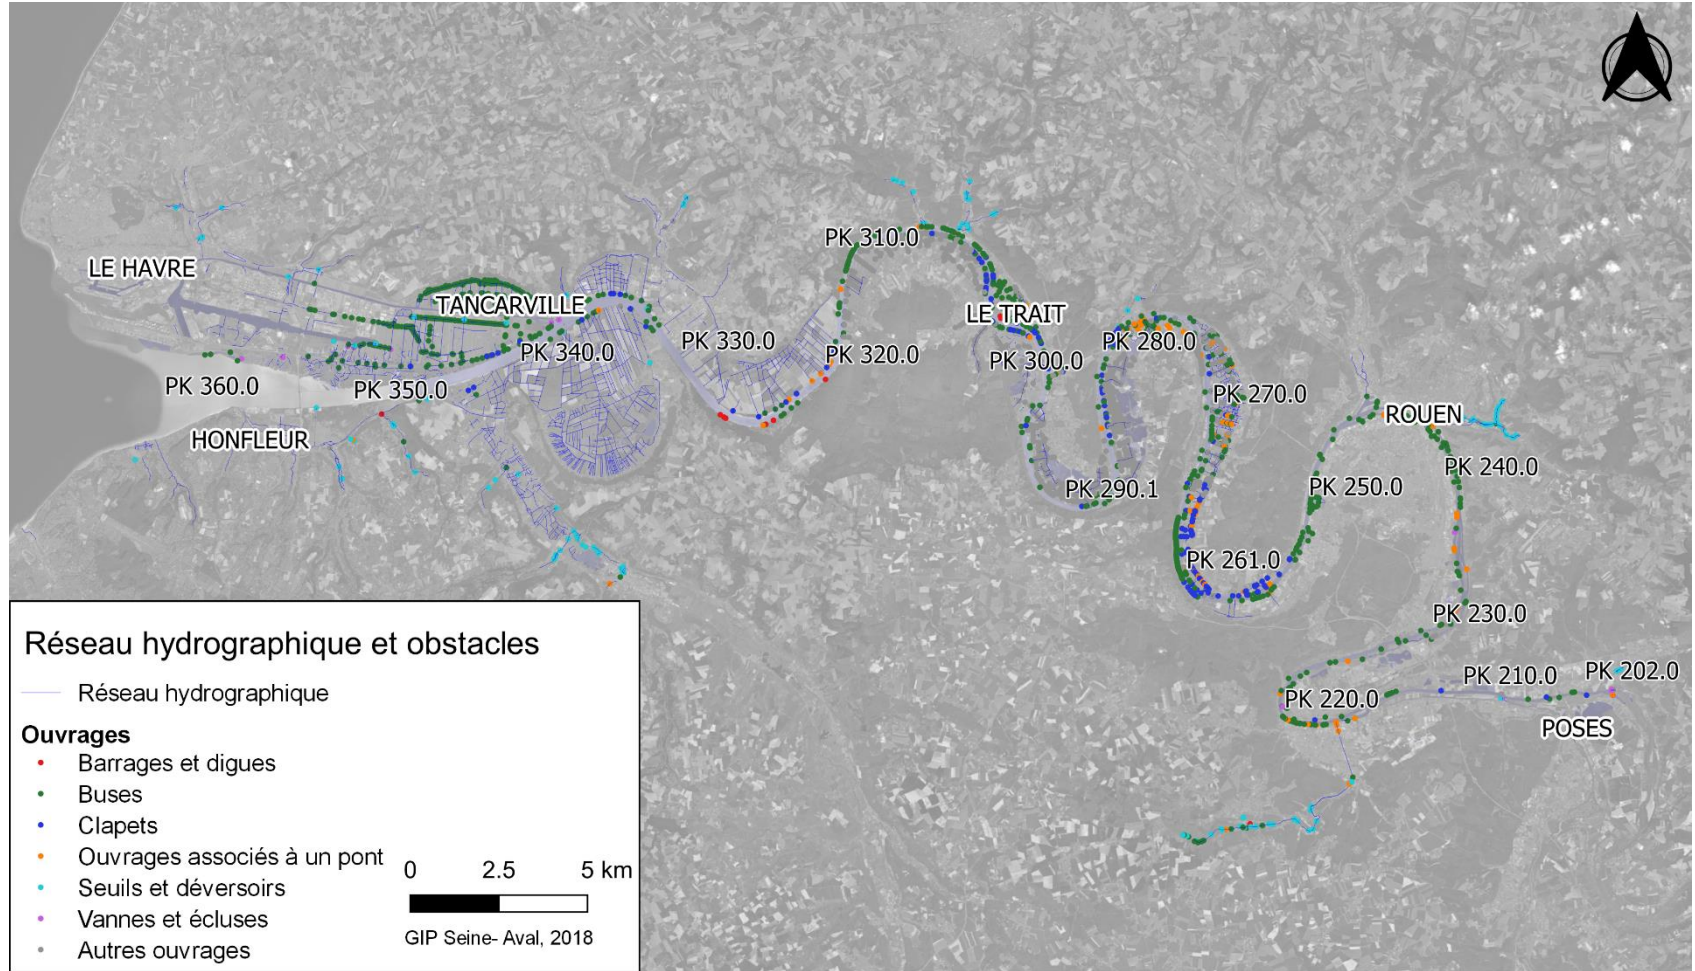 PK 310.0
LE HAVRE
TANCARVILLE
LE TRAIT
PK 330.0
PK 340.0
PK 320.0
PK 300.0
PK 280.0
PK 360.0
PK 350.0
PK 270.0
HONFLEUR
ROUEN
PK 240.0
PK 290.1
PK 250.0
PK 261.0
PK 230.0
PK 210.0
PK 202.0
PK 220.0
POSES
Réseau hydrographique et obstacles
Réseau hydrographique
Ouvrages
Barrages et digues
Buses
Clapets
Ouvrages associés à un pont
Seuils et déversoirs
Vannes et écluses
Autres ouvrages
0 2.5 5 km
GIP Seine- Aval, 2018